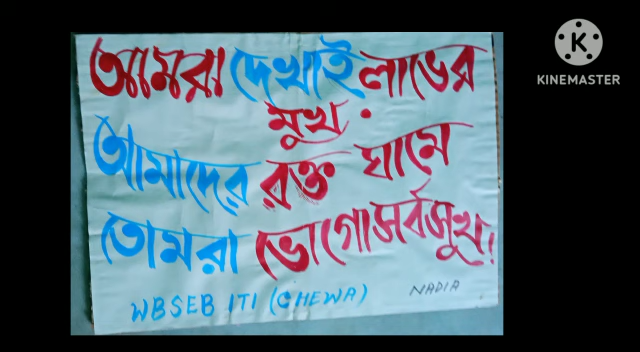 আমরা দেখাই লাভের
মুখ.
আমাদের রক্ত ঘামে
তোমরা ভোগো সর্বসুখ!
WBSEB ITI (CHEWA)
NADIA
KINEMASTER